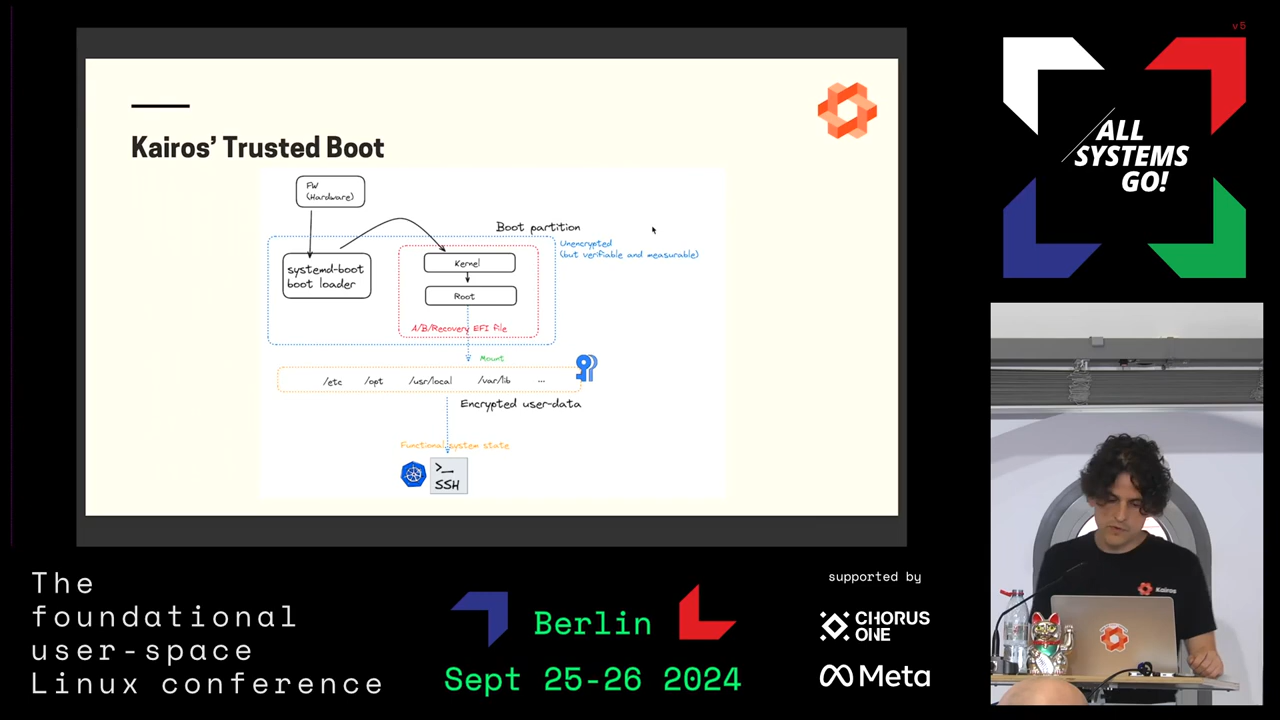 v5
Kairos' Trusted Boot
FW
(Hardware)
Boot partition
Unencrypted
(but verifiable and measurable)
systemd-boot
boot loader
Kernel
Root
A/B/Recovery EFI file
Mount
/etc /opt /usr/local /var/lib ...
Encrypted user-data
Functional system state
>_
SSH
ALL
SYSTEMS
GO!
Kairos
The
foundational
user-space
Linux conference
Berlin
Sept 25-26 2024
supported by
CHORUS
ONE
Meta